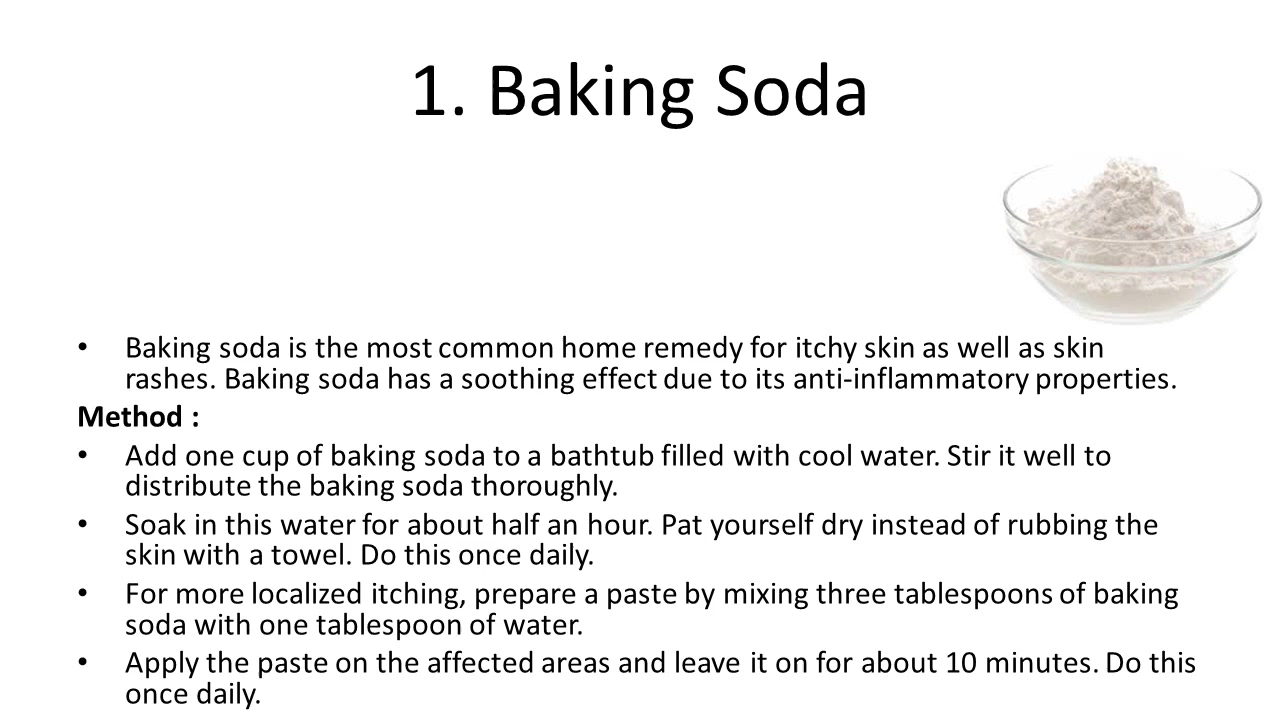 1. Baking Soda
• Baking soda is the most common home remedy for itchy skin as well as skin
rashes. Baking soda has a soothing effect due to its anti-inflammatory properties.
Method :
• Add one cup of baking soda to a bathtub filled with cool water. Stir it well to
distribute the baking soda thoroughly.
• Soak in this water for about half an hour. Pat yourself dry instead of rubbing the
skin with a towel. Do this once daily.
• For more localized itching, prepare a paste by mixing three tablespoons of baking
soda with one tablespoon of water.
• Apply the paste on the affected areas and leave it on for about 10 minutes. Do this
once daily.